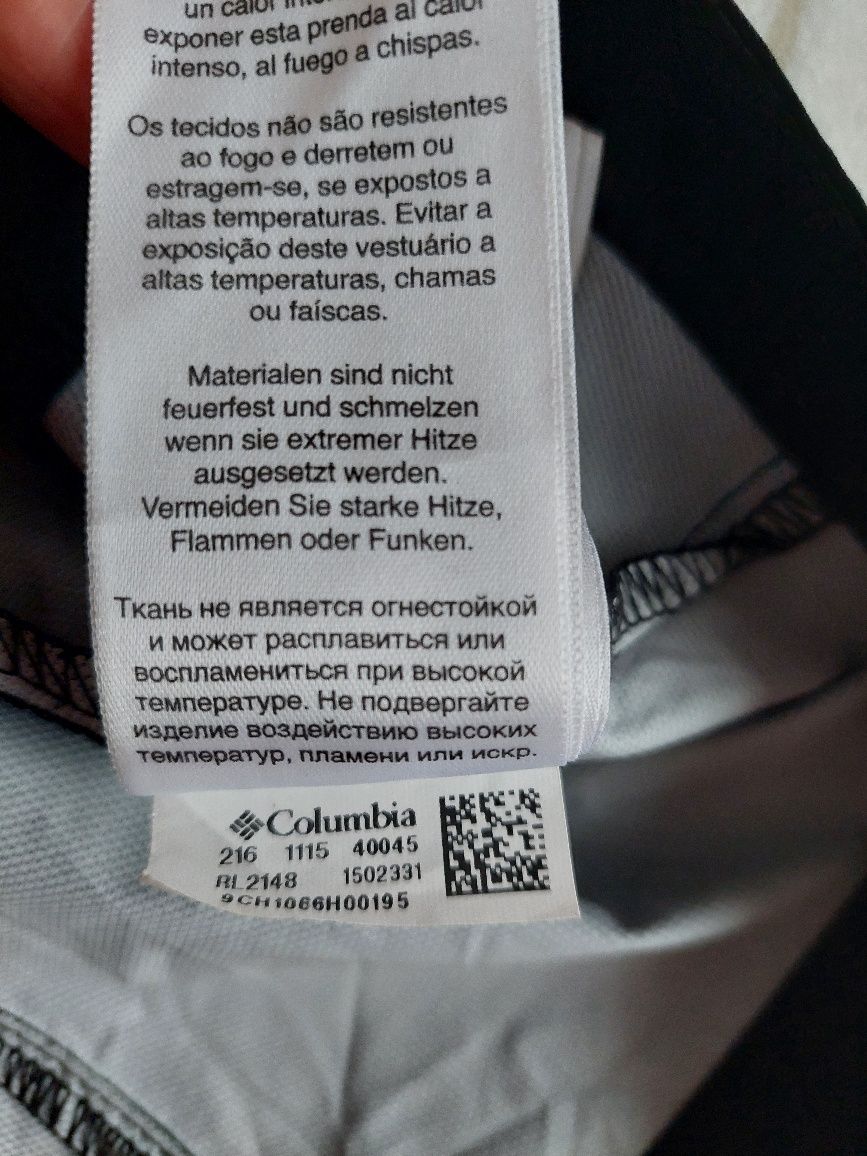 un calor
exponer esta prenda al calor
intenso, al fuego a chispas.
Os tecidos não são resistentes
ao fogo e derretem ou
estragem-se, se expostos a
altas temperaturas. Evitar a
exposição deste vestuário a
altas temperaturas, chamas
ou faíscas.
Materialen sind nicht
feuerfest und schmelzen
wenn sie extremer Hitze
ausgesetzt werden.
Vermeiden Sie starke Hitze,
Flammen oder Funken.
Ткань не является огнестойкой
и может расплавиться или
воспламениться при высокой
температуре. Не подвергайте
изделие воздействию высоких
температур, пламени или искр.
Columbia
216 1115 40045
RL2148 1502331
9CH1066H00195